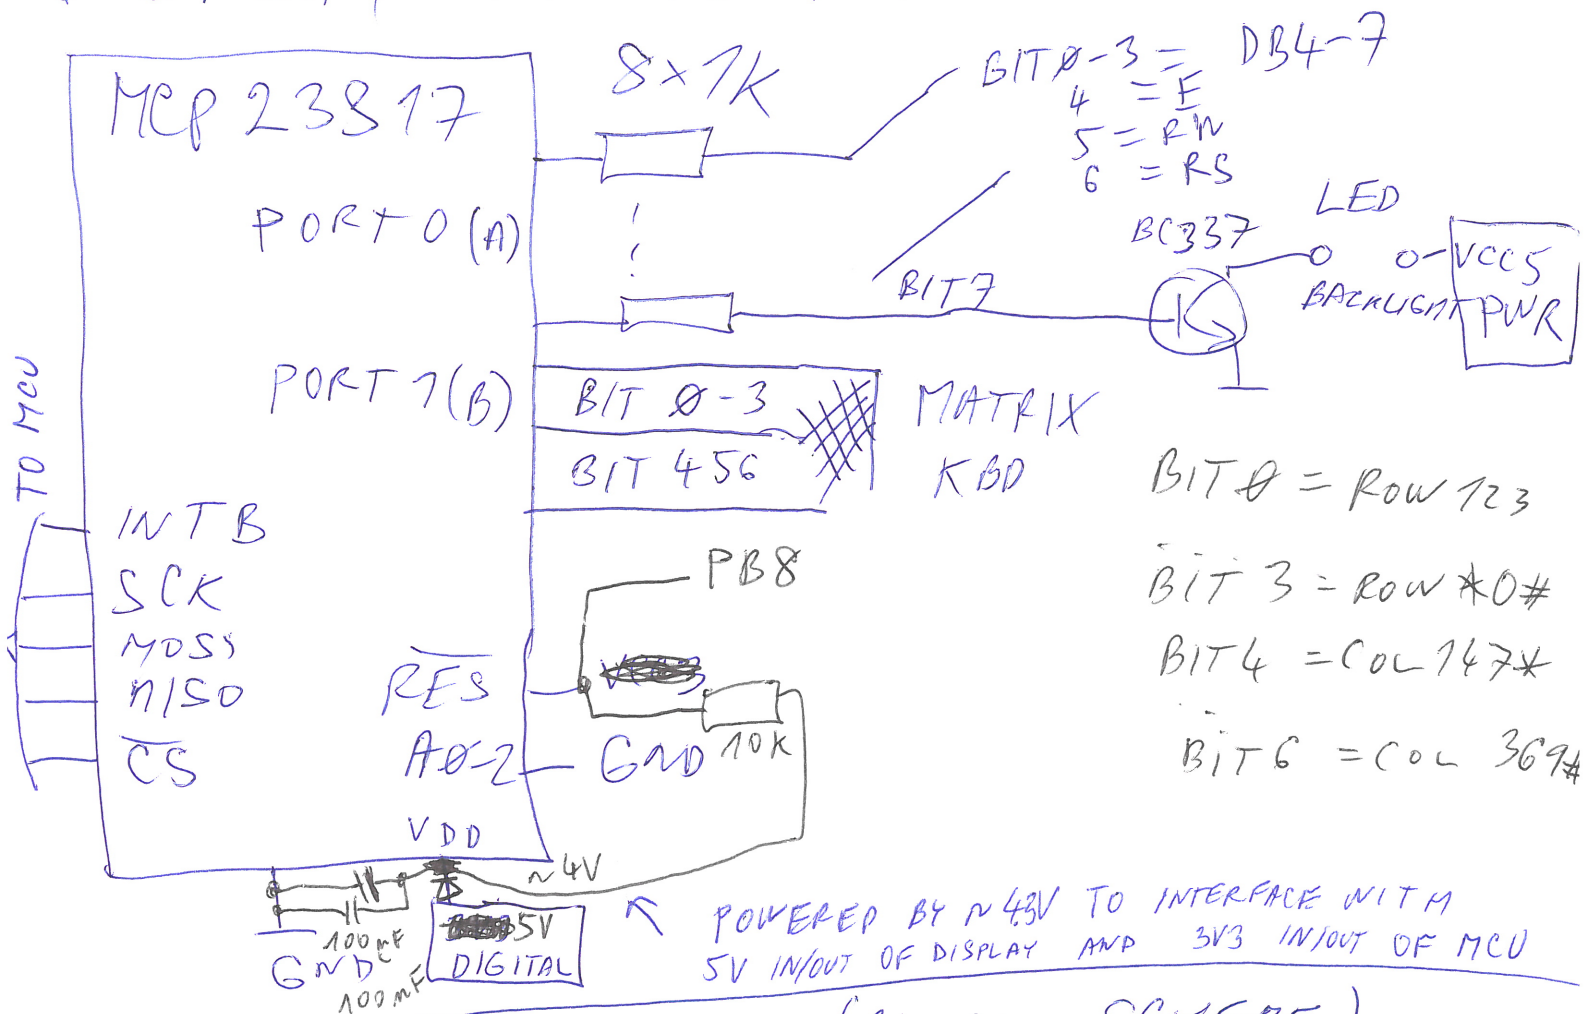 MCP 23S17
8x1K
BITØ-3 = DB4-7
4 = E
5 = RW
6 = RS
PORT 0 (A)
LED
BC337
VCC5
PWR
BACKLIGHT
BIT7
PORT 1 (B)
BIT Ø-3
BIT 456
MATRIX
KBD
TO MCU
INTB
SCK
MOSI
MISO
CS
BITØ = ROW 123
BIT 3 = ROW *0#
BIT4 = COL 147*
BIT6 = COL 369#
PB8
RES
10K
AØ-2
GND
VDD
~4V
100nF
GND
100nF
5V
DIGITAL
POWERED BY ~4.3V TO INTERFACE WITH
5V IN/OUT OF DISPLAY AND 3V3 IN/OUT OF MCU